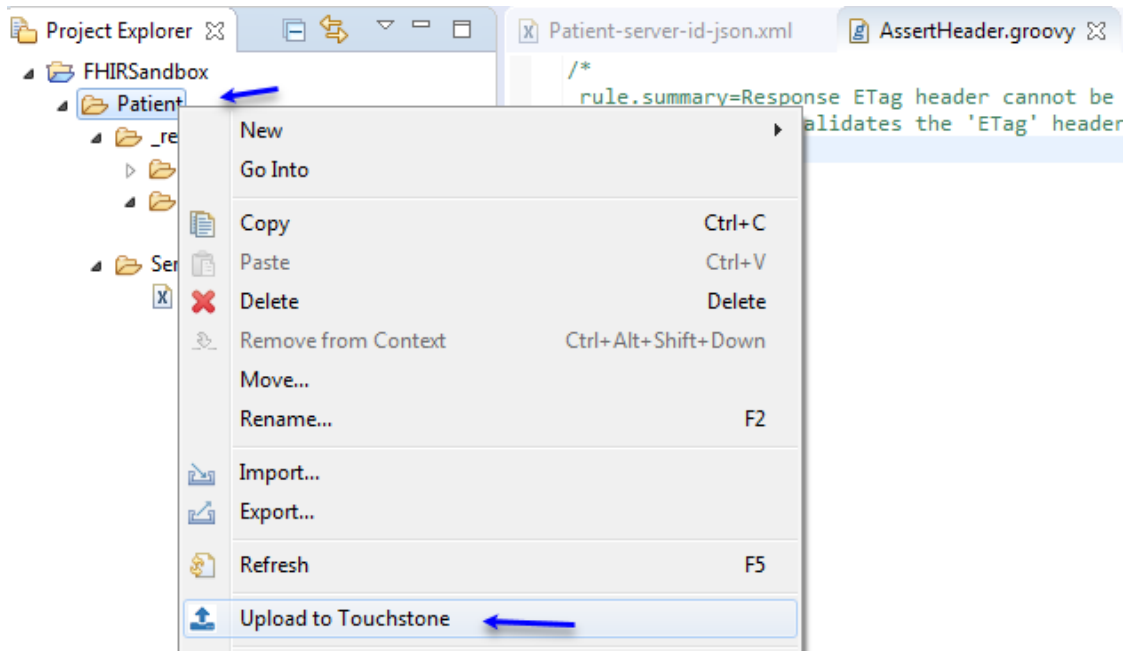 Project Explorer
Patient-server-id-json.xml
AssertHeader.groovy
FHIRSandbox
/*
Patient
rule.summary=Response ETag header cannot be
_re
New
alidates the 'ETag' header
Go Into
Copy Ctrl+C
Ser
Paste Ctrl+V
Delete Delete
Remove from Context Ctrl+Alt+Shift+Down
Move...
Rename... F2
Import...
Export...
Refresh F5
Upload to Touchstone